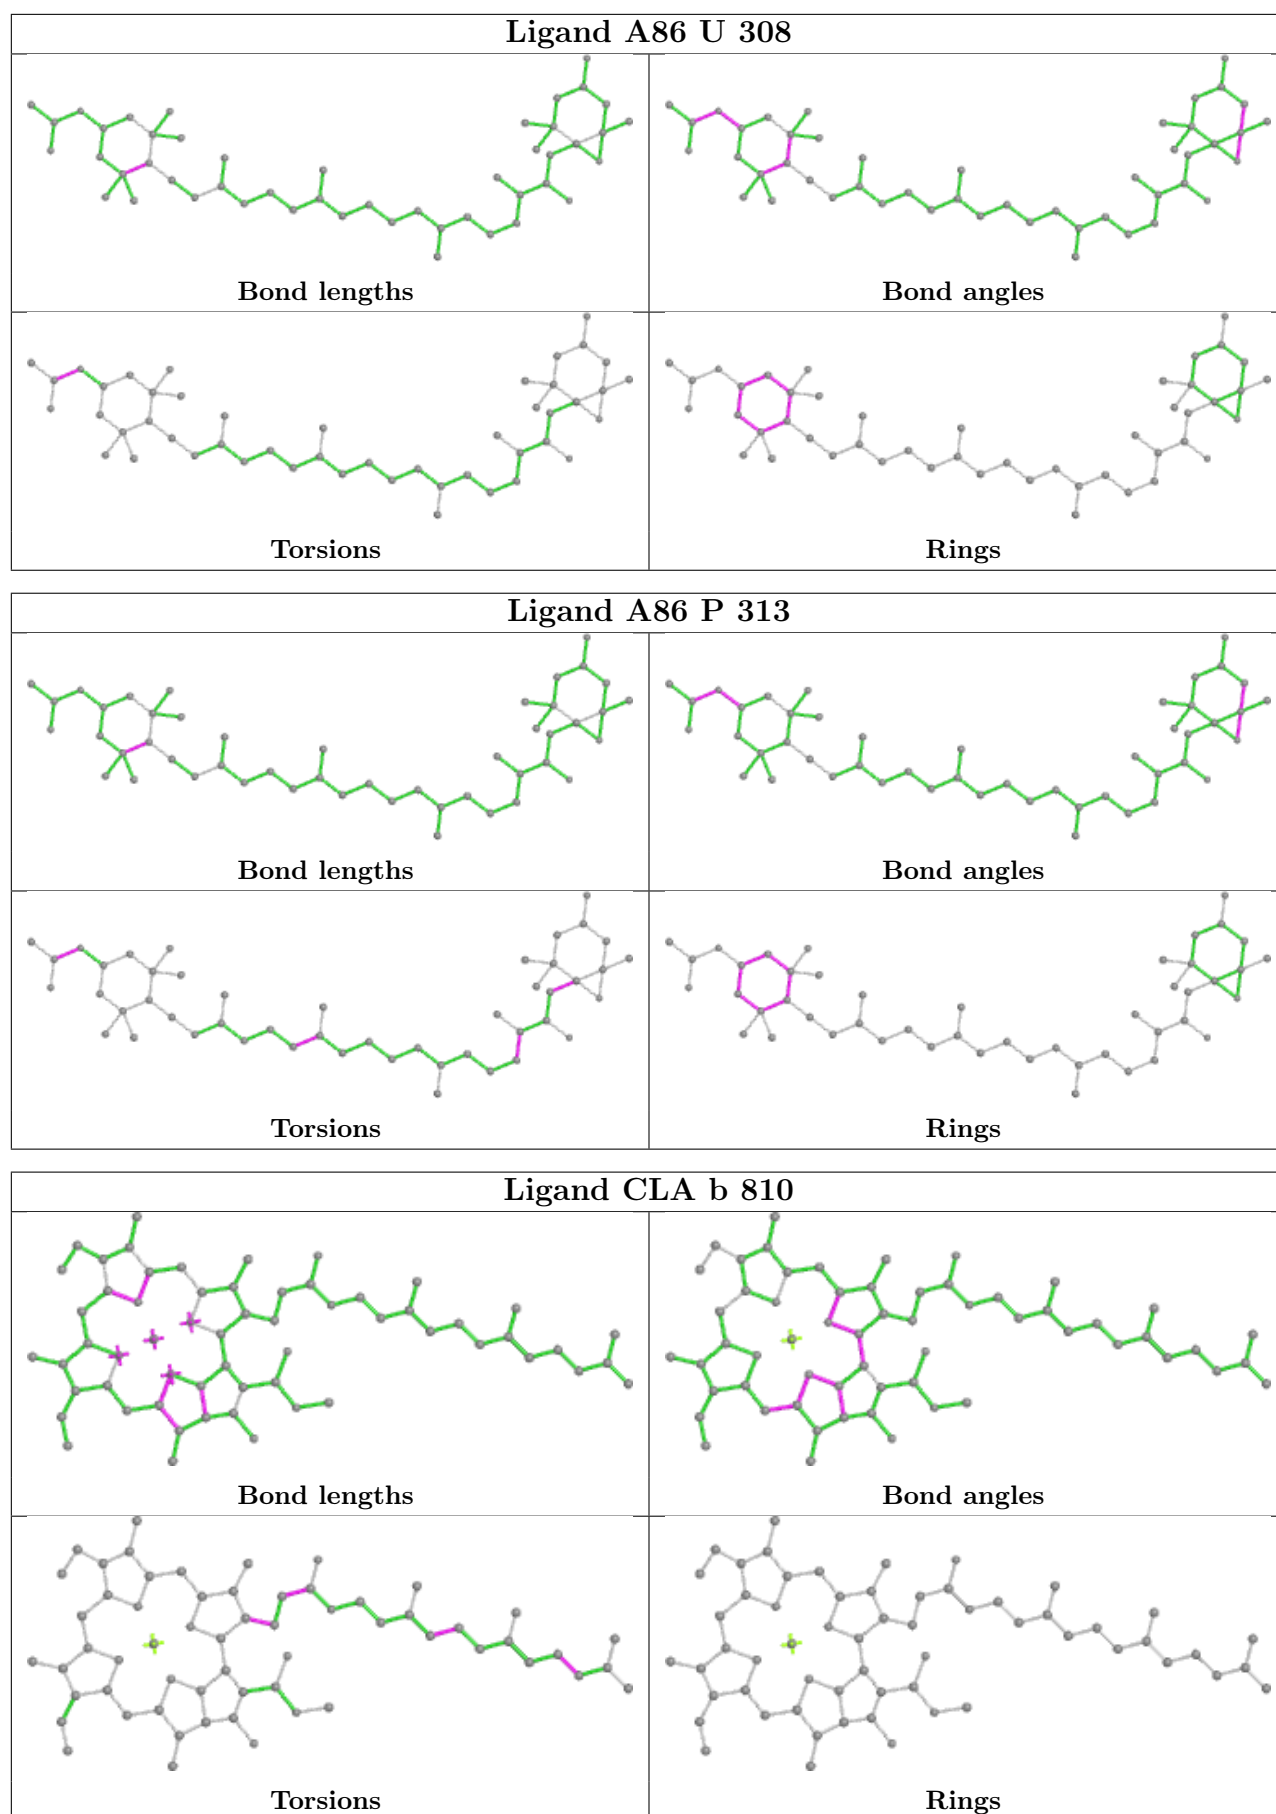 Ligand A86 U 308
Bond lengths
Bond angles
Torsions
Rings
Ligand A86 P 313
Bond lengths
Bond angles
Torsions
Rings
Ligand CLA b 810
Bond lengths
Bond angles
Torsions
Rings